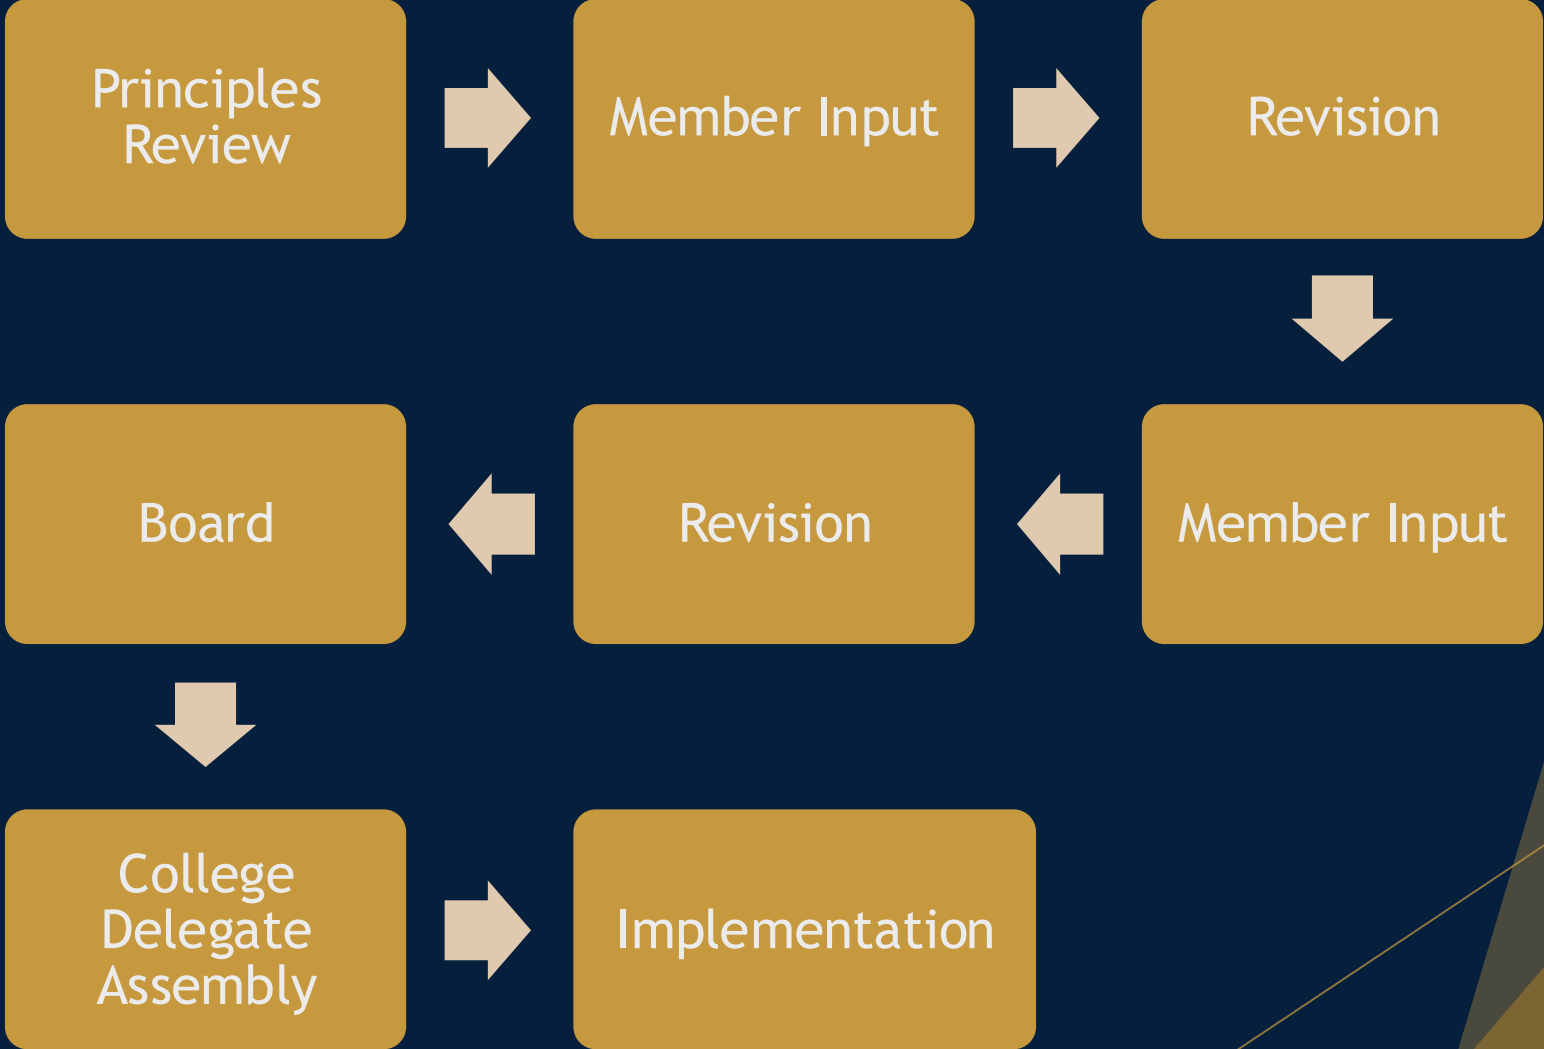 Principles
Review
Member Input
Revision
Member Input
Revision
Board
College
Delegate
Assembly
Implementation